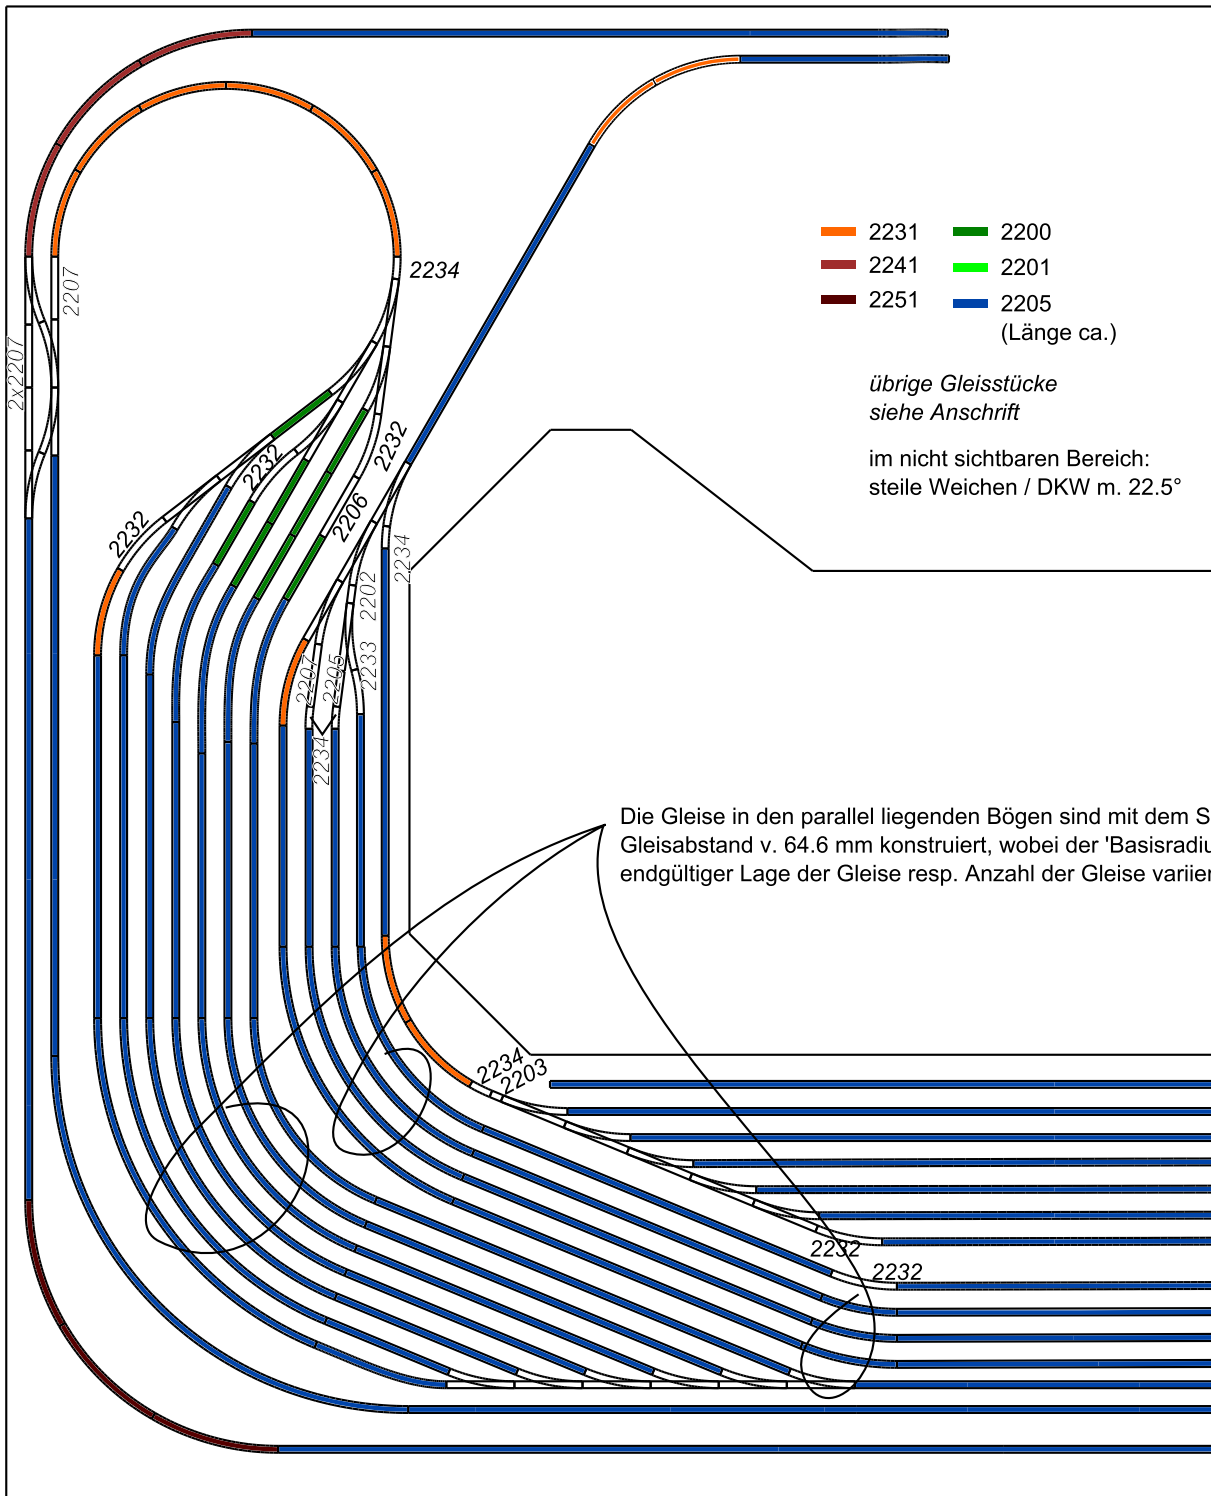 2231
2200
2241
2201
2251
2205
(Länge ca.)
übrige Gleisstücke
siehe Anschrift
im nicht sichtbaren Bereich:
steile Weichen / DKW m. 22.5°
2207
2x2207
2234
2232
2232
2206
2232
2234
2202
2233
2207
2205
2234
Die Gleise in den parallel liegenden Bögen sind mit dem S
Gleisabstand v. 64.6 mm konstruiert, wobei der 'Basisradiu
endgültiger Lage der Gleise resp. Anzahl der Gleise variier
2234
2203
2232
2232